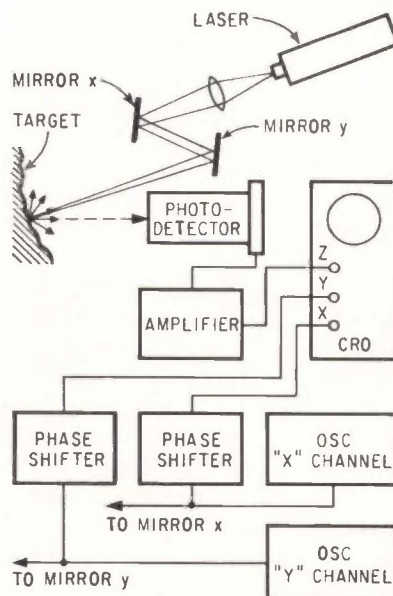 LASER
MIRROR x
TARGET
MIRROR y
PHOTO-
DETECTOR
Z
Y
X
CRO
AMPLIFIER
PHASE
SHIFTER
PHASE
SHIFTER
OSC
"X" CHANNEL
TO MIRROR x
OSC
"Y" CHANNEL
TO MIRROR y